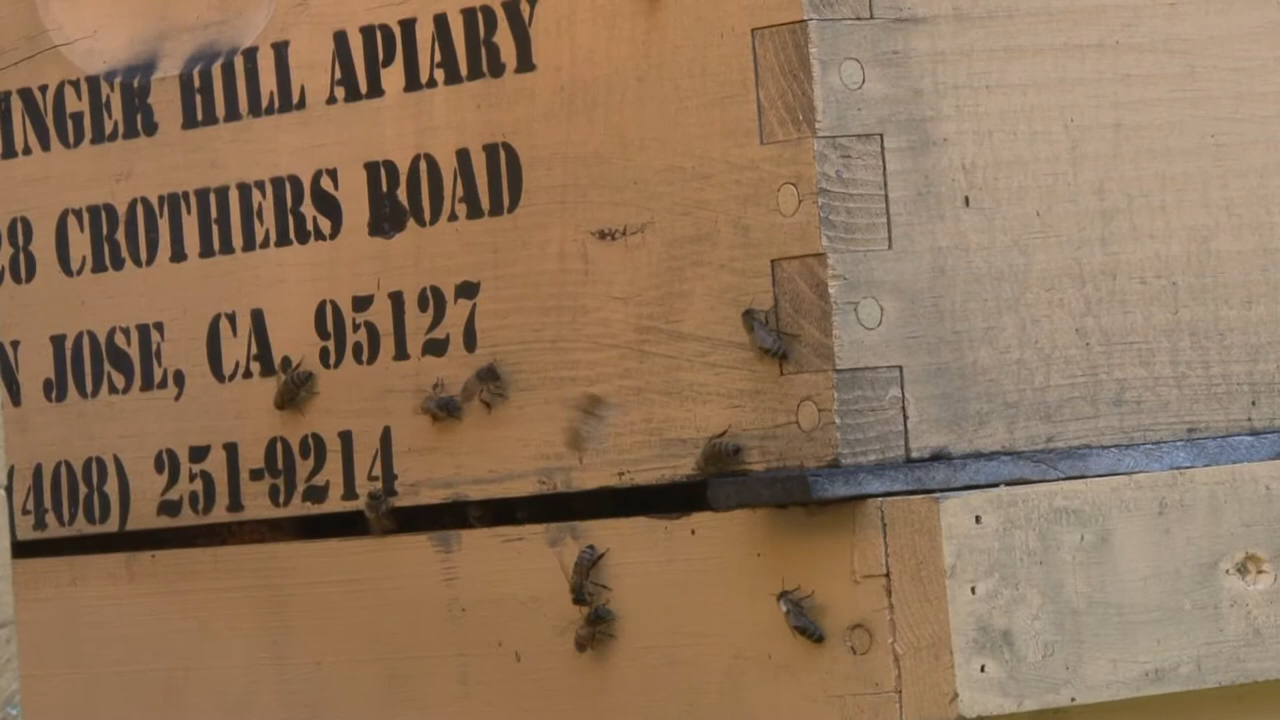 INGER HILL APIARY
28 CROTHERS ROAD
N JOSE, CA. 95127
(408) 251-9214